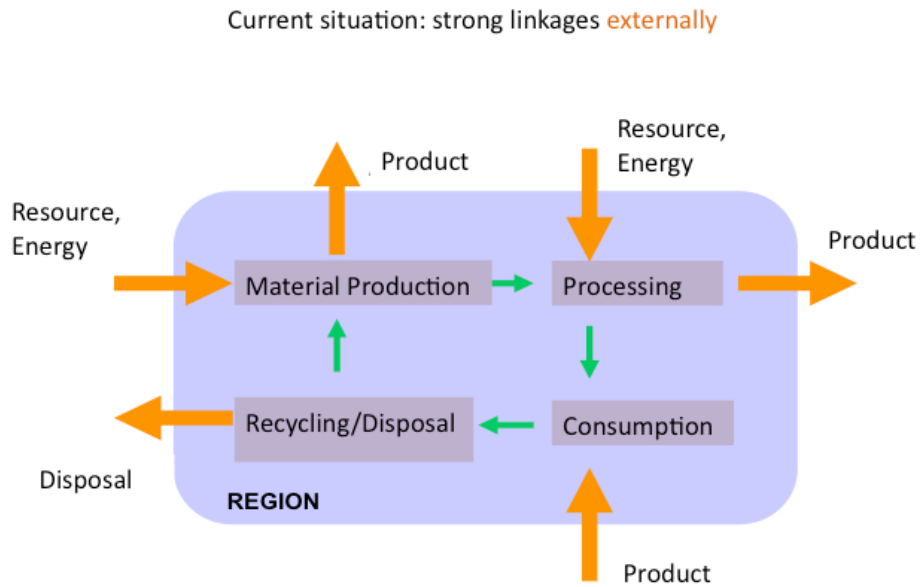 Current situation: strong linkages externally
Product
Resource,
Energy
Resource,
Energy
Product
Material Production
Processing
Recycling/Disposal
Consumption
Disposal
REGION
Product